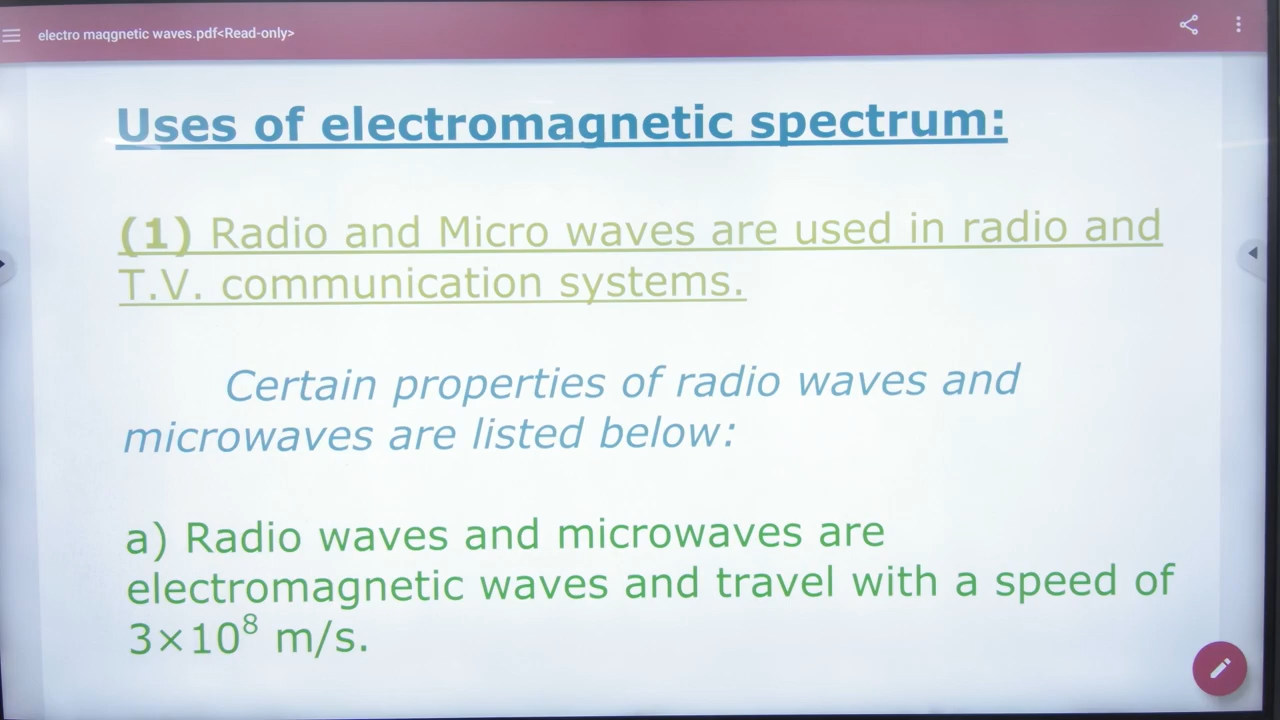 electro maqgnetic waves.pdf<Read-only>
Uses of electromagnetic spectrum:
(1) Radio and Micro waves are used in radio and
T.V. communication systems.
Certain properties of radio waves and
microwaves are listed below:
a) Radio waves and microwaves are
electromagnetic waves and travel with a speed of
3×10⁸ m/s.